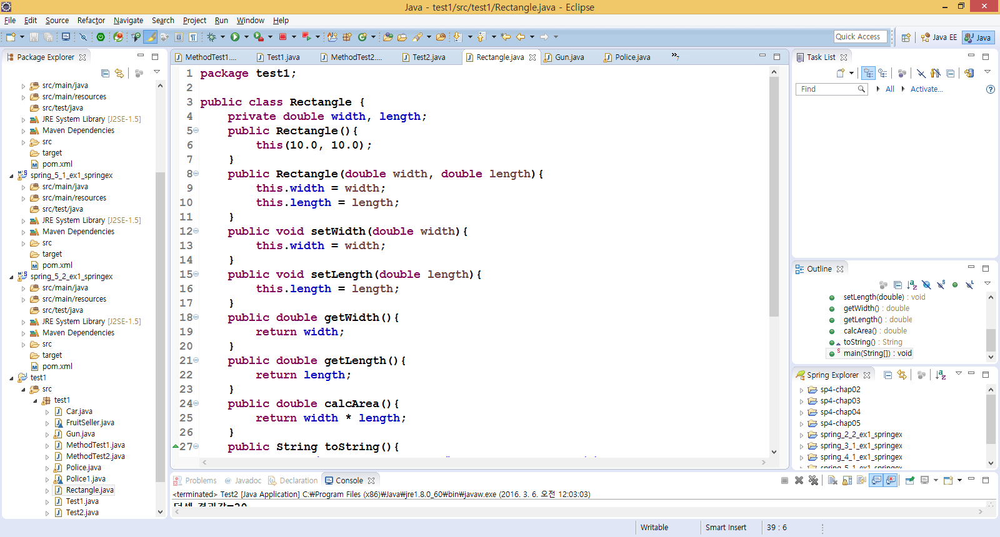 Java - test1/src/test1/Rectangle.java - Eclipse
File Edit Source Refactor Navigate Search Project Run Window Help
Quick Access
Java EE
Java
Package Explorer
src/main/java
src/main/resources
src/test/java
JRE System Library [J2SE-1.5]
Maven Dependencies
src
target
pom.xml
spring_5_1_ex1_springex
src/main/java
src/main/resources
src/test/java
JRE System Library [J2SE-1.5]
Maven Dependencies
src
target
pom.xml
spring_5_2_ex1_springex
src/main/java
src/main/resources
src/test/java
JRE System Library [J2SE-1.5]
Maven Dependencies
src
target
pom.xml
test1
src
test1
Car.java
FruitSeller.java
Gun.java
MethodTest1.java
MethodTest2.java
Police.java
Police1.java
Rectangle.java
Test1.java
Test2.java
MethodTest1.... Test1.java MethodTest2.... Test2.java Rectangle.java Gun.java Police.java »7
1 package test1;
2
3 public class Rectangle {
4 private double width, length;
5 public Rectangle(){
6 this(10.0, 10.0);
7 }
8 public Rectangle(double width, double length){
9 this.width = width;
10 this.length = length;
11 }
12 public void setWidth(double width){
13 this.width = width;
14 }
15 public void setLength(double length){
16 this.length = length;
17 }
18 public double getWidth(){
19 return width;
20 }
21 public double getLength(){
22 return length;
23 }
24 public double calcArea(){
25 return width * length;
26 }
27 public String toString(){
Problems @ Javadoc Declaration Console
<terminated> Test2 [Java Application] C:₩Program Files (x86)₩Java₩jre1.8.0_60₩bin₩javaw.exe (2016. 3. 6. 오전 12:03:03)
Task List
Find
All
Activate...
Outline
setLength(double) : void
getWidth() : double
getLength() : double
calcArea() : double
toString() : String
main(String[]) : void
Spring Explorer
sp4-chap02
sp4-chap03
sp4-chap04
sp4-chap05
spring_2_2_ex1_springex
spring_3_1_ex1_springex
spring_4_1_ex1_springex
spring_5_1_ex1_springex
Writable
Smart Insert
39 : 6